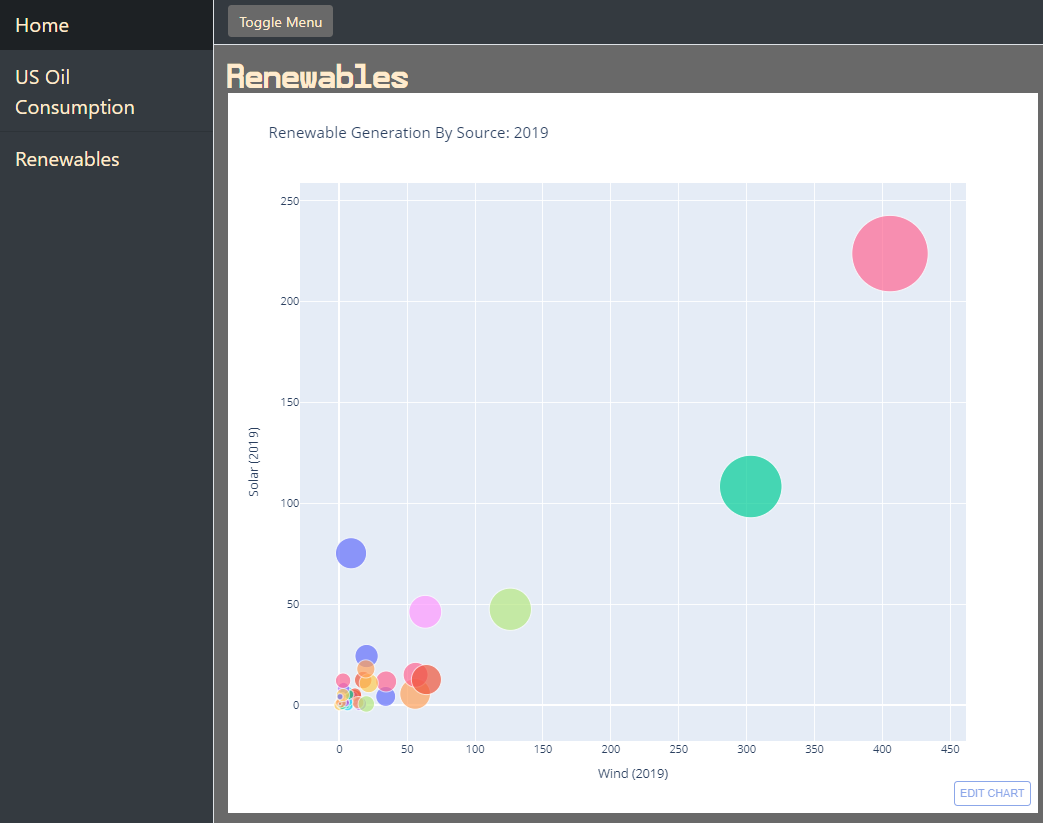 Home
US Oil
Consumption
Renewables
Toggle Menu
Renewables
Renewable Generation By Source: 2019
250
200
150
100
50
0
Solar (2019)
0 50 100 150 200 250 300 350 400 450
Wind (2019)
EDIT CHART